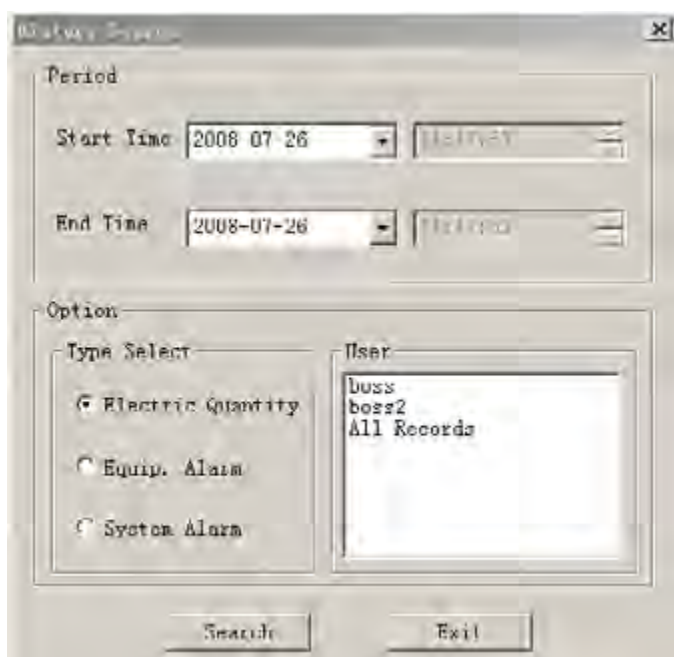 Period
Start Time 2008 07 26
End Time 2008-07-26
Option
Type Select
User
Electric Quantity
Equip. Alarm
System Alarm
boss
boss2
All Records
Search
Exit